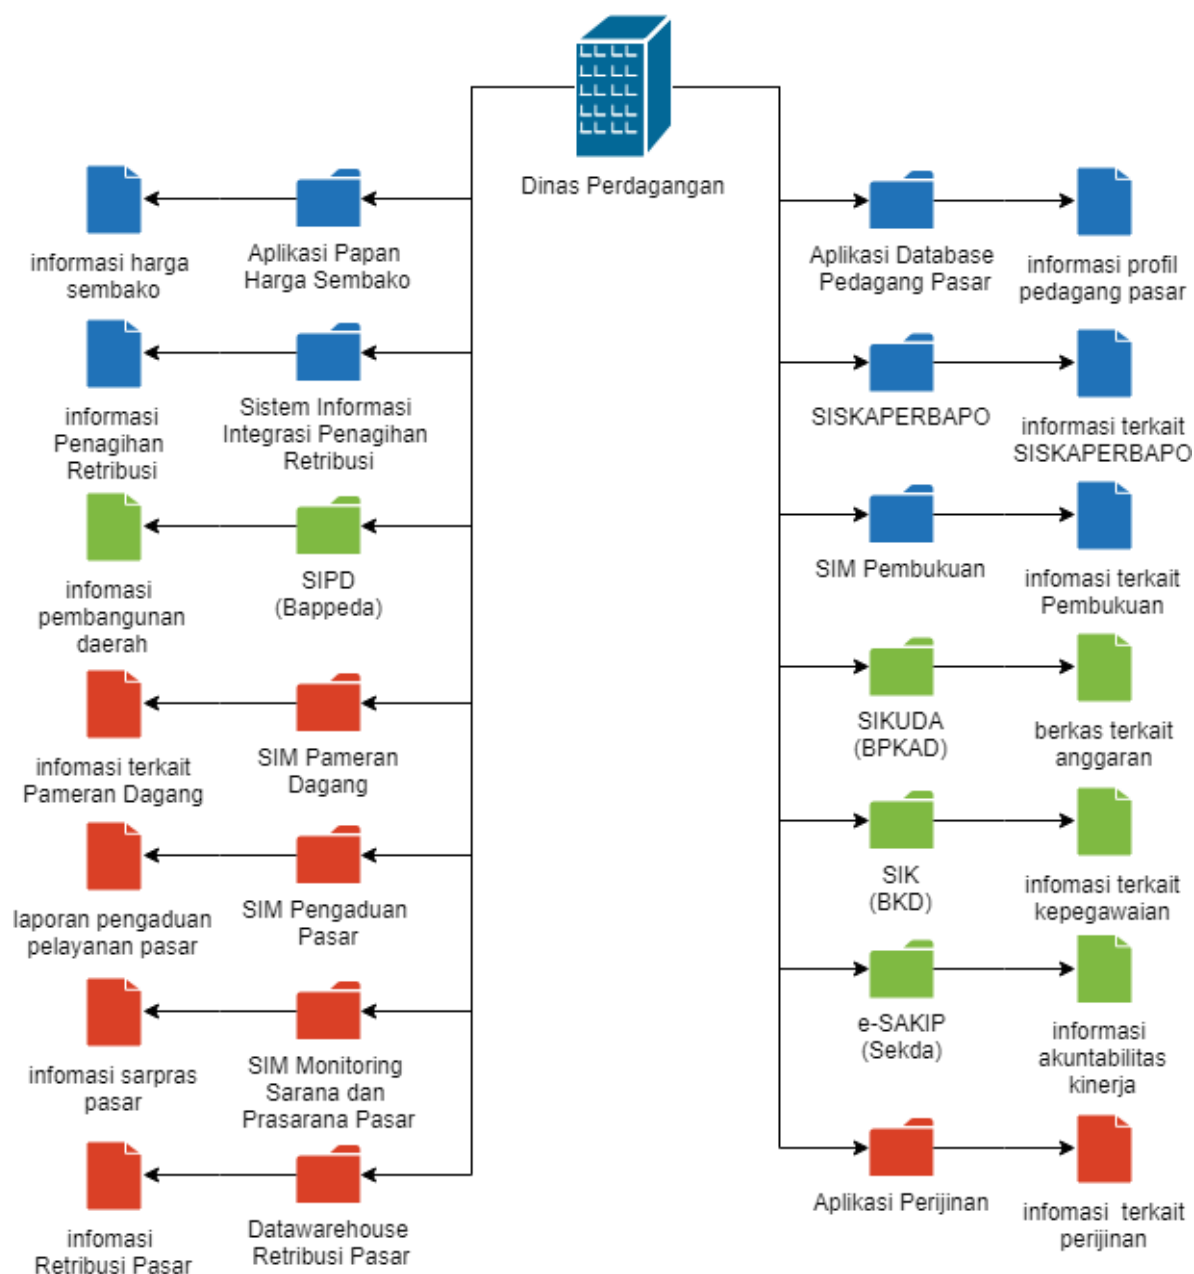 Dinas Perdagangan
informasi harga
sembako
Aplikasi Papan
Harga Sembako
informasi
Penagihan
Retribusi
Sistem Informasi
Integrasi Penagihan
Retribusi
infomasi
pembangunan
daerah
SIPD
(Bappeda)
infomasi terkait
Pameran Dagang
SIM Pameran
Dagang
laporan pengaduan
pelayanan pasar
SIM Pengaduan
Pasar
infomasi sarpras
pasar
SIM Monitoring
Sarana dan
Prasarana Pasar
infomasi
Retribusi Pasar
Datawarehouse
Retribusi Pasar
Aplikasi Database
Pedagang Pasar
informasi profil
pedagang pasar
SISKAPERBAPO
informasi terkait
SISKAPERBAPO
SIM Pembukuan
infomasi terkait
Pembukuan
SIKUDA
(BPKAD)
berkas terkait
anggaran
SIK
(BKD)
infomasi terkait
kepegawaian
e-SAKIP
(Sekda)
informasi
akuntabilitas
kinerja
Aplikasi Perijinan
infomasi terkait
perijinan